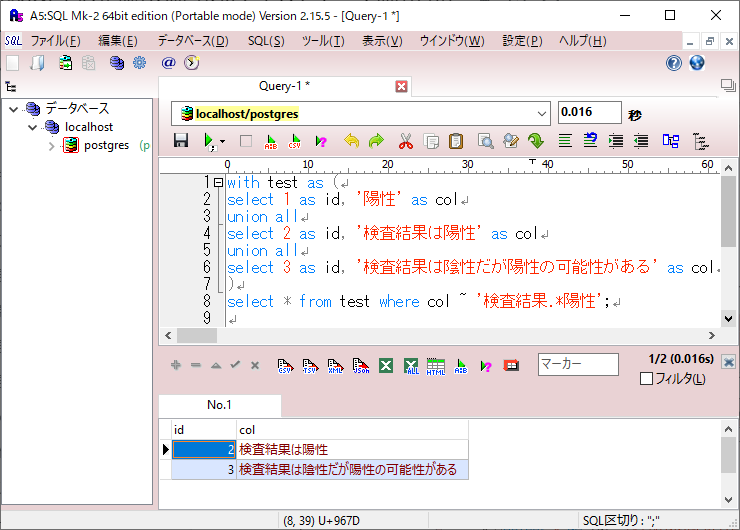 A5:SQL Mk-2 64bit edition (Portable mode) Version 2.15.5 - [Query-1 *]
SQL ファイル(F) 編集(E) データベース(D) SQL(S) ツール(T) 表示(V) ウインドウ(W) 設定(P) ヘルプ(H)
Query-1 *
データベース
localhost
postgres (p
localhost/postgres 0.016 秒
0 10 20 30 40 50 60
1 with test as (
2 select 1 as id, '陽性' as col
3 union all
4 select 2 as id, '検査結果は陽性' as col
5 union all
6 select 3 as id, '検査結果は陰性だが陽性の可能性がある' as col
7 )
8 select * from test where col ~ '検査結果.*陽性';
9
CSV TSV XML Json ALL HTML A:B マーカー 1/2 (0.016s)
フィルタ(L)
No.1
id col
2 検査結果は陽性
3 検査結果は陰性だが陽性の可能性がある
(8, 39) U+967D SQL区切り: ";"